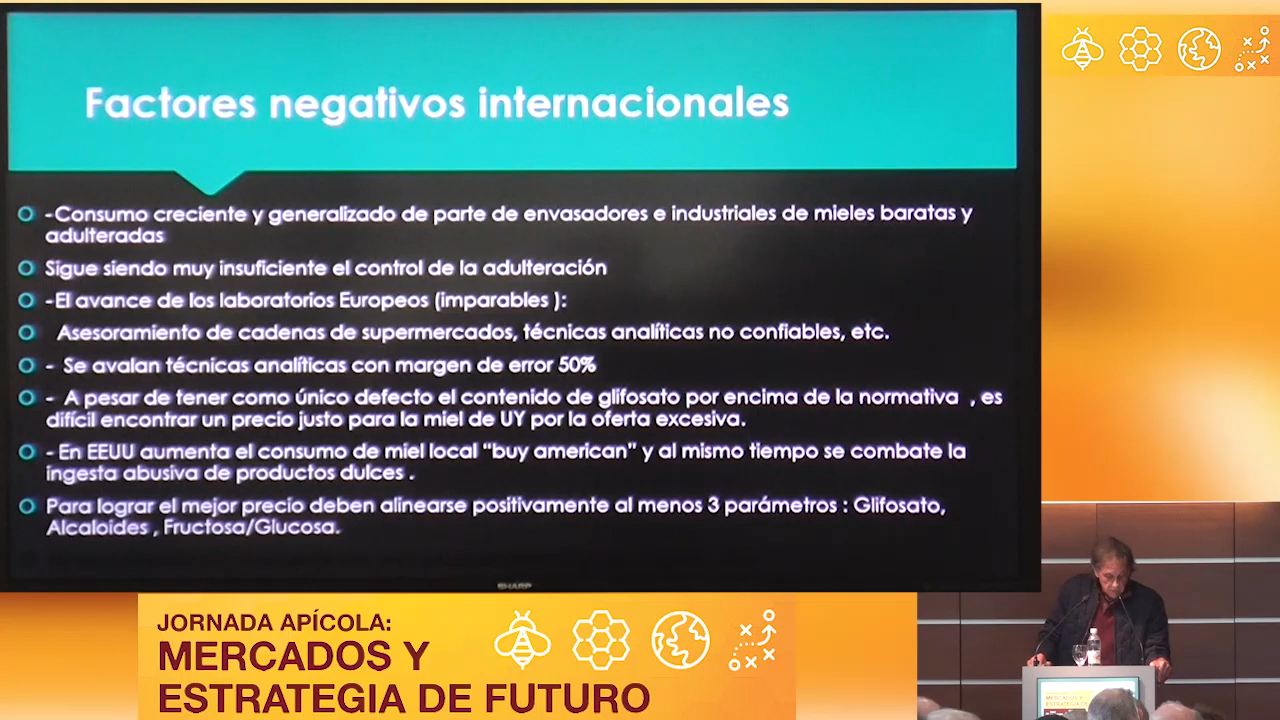 Factores negativos internacionales
-Consumo creciente y generalizado de parte de envasadores e industriales de mieles baratas y
adulteradas
Sigue siendo muy insuficiente el control de la adulteración
-El avance de los laboratorios Europeos (imparables ):
Asesoramiento de cadenas de supermercados, técnicas analíticas no confiables, etc.
- Se avalan técnicas analíticas con margen de error 50%
- A pesar de tener como único defecto el contenido de glifosato por encima de la normativa , es
difícil encontrar un precio justo para la miel de UY por la oferta excesiva.
- En EEUU aumenta el consumo de miel local "buy american" y al mismo tiempo se combate la
ingesta abusiva de productos dulces .
Para lograr el mejor precio deben alinearse positivamente al menos 3 parámetros : Glifosato,
Alcaloides , Fructosa/Glucosa.
SHARP
JORNADA APÍCOLA:
MERCADOS Y
ESTRATEGIA DE FUTURO
MERCADOS Y
ESTRATEGIA DE